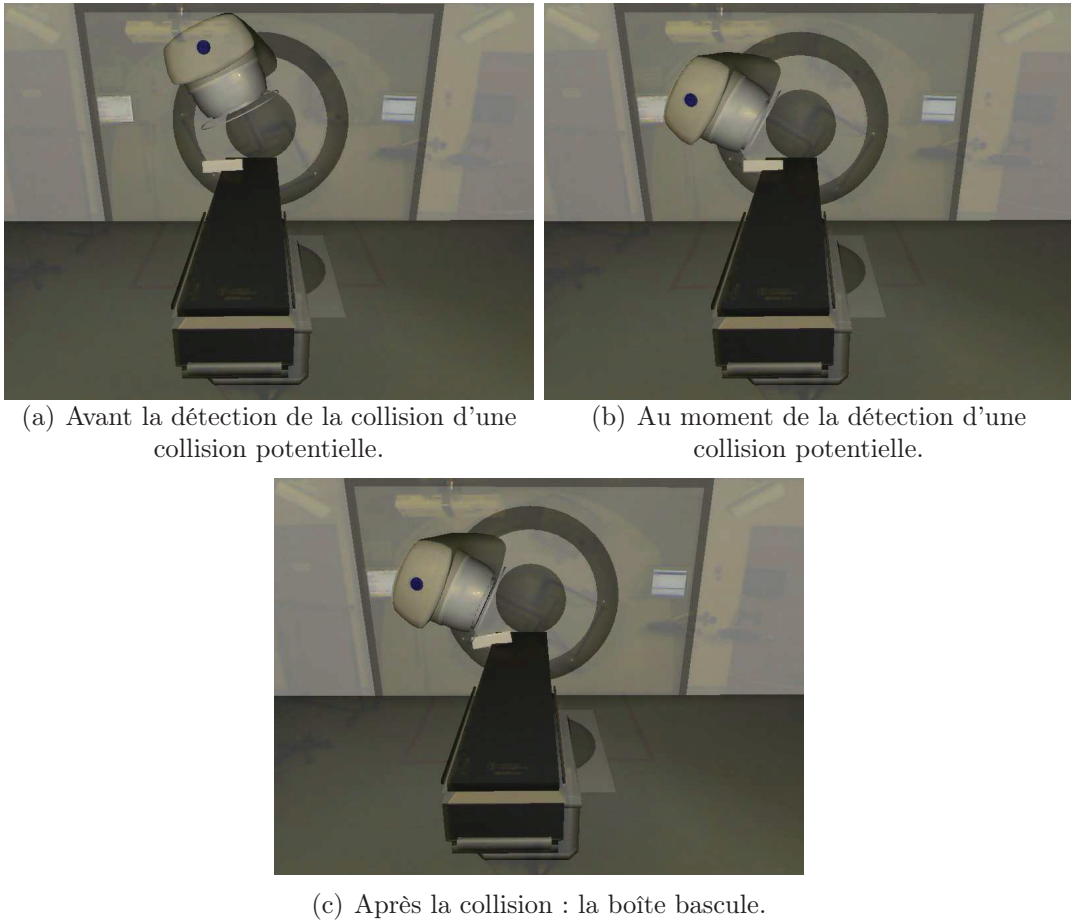 (a) Avant la détection de la collision d'une
collision potentielle.
(b) Au moment de la détection d'une
collision potentielle.
(c) Après la collision : la boîte bascule.